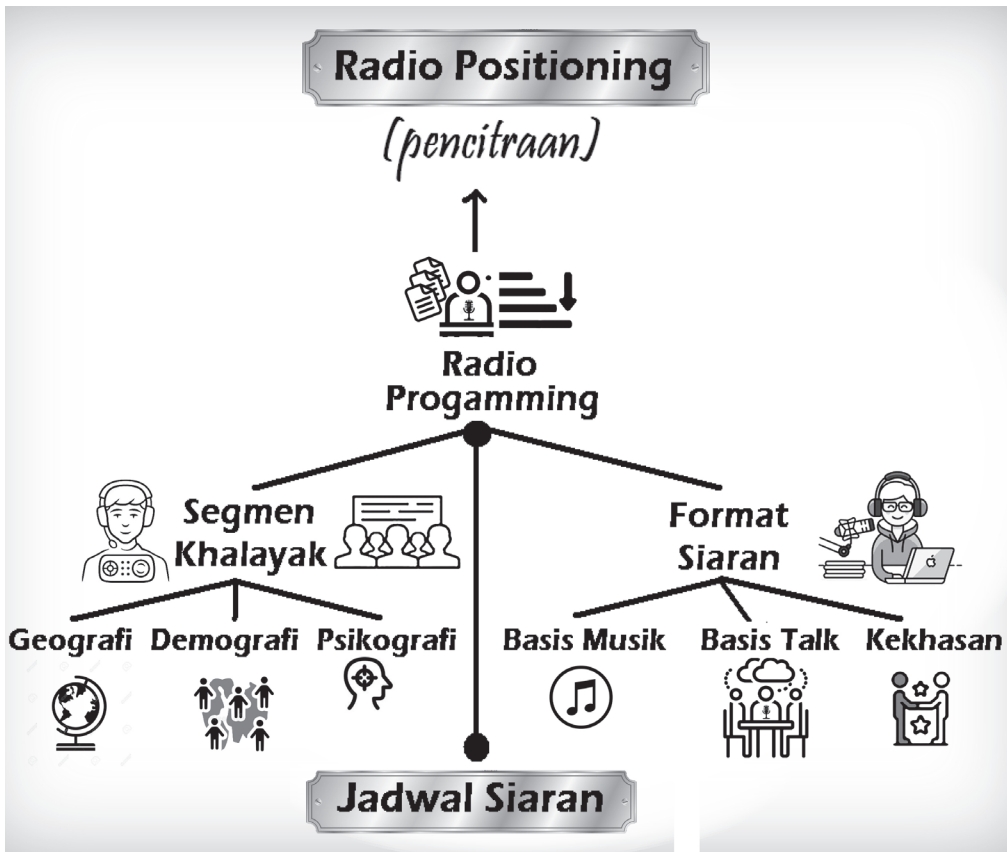 Radio Positioning
(pencitraan)
Radio
Progamming
Segmen
Khalayak
Format
Siaran
Geografi
Demografi
Psikografi
Basis Musik
Basis Talk
Kekhasan
Jadwal Siaran